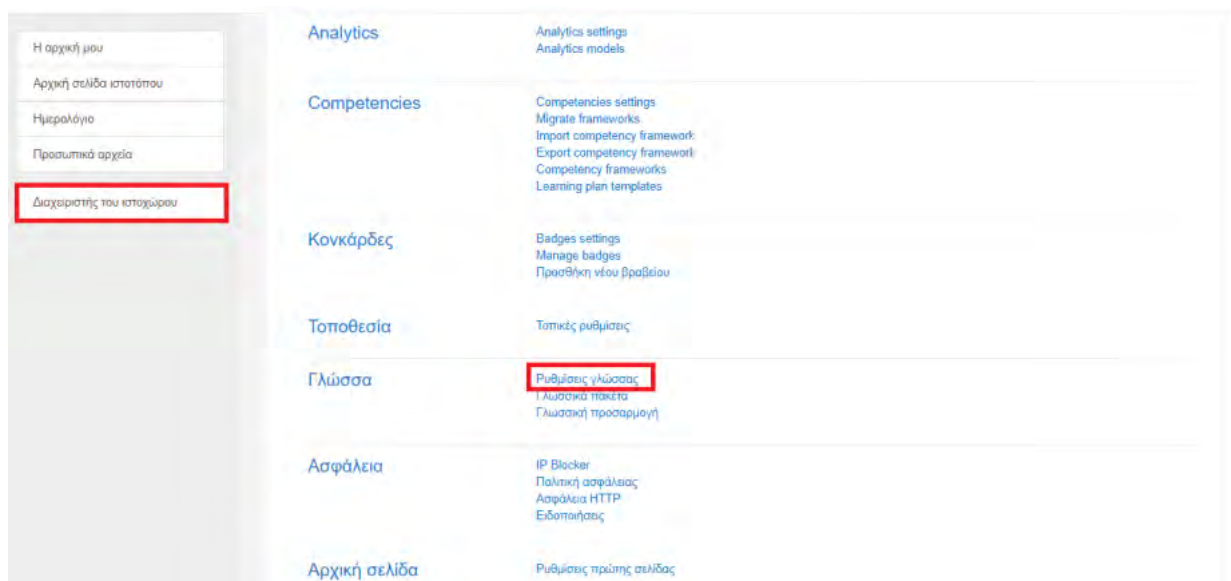 Η αρχική μου
Αρχική σελίδα ιστοτόπου
Ημερολόγιο
Προσωπικά αρχεία
Διαχειριστής του ιστοχώρου
Analytics
Analytics settings
Analytics models
Competencies
Competencies settings
Migrate frameworks
Import competency framework
Export competency framework
Competency frameworks
Learning plan templates
Κονκάρδες
Badges settings
Manage badges
Προσθήκη νέου βραβείου
Τοποθεσία
Τοπικές ρυθμίσεις
Γλώσσα
Ρυθμίσεις γλώσσας
Γλωσσικά πακέτα
Γλωσσική προσαρμογή
Ασφάλεια
IP Blocker
Πολιτική ασφάλειας
Ασφάλεια HTTP
Ειδοποιήσεις
Αρχική σελίδα
Ρυθμίσεις πρώτης σελίδας